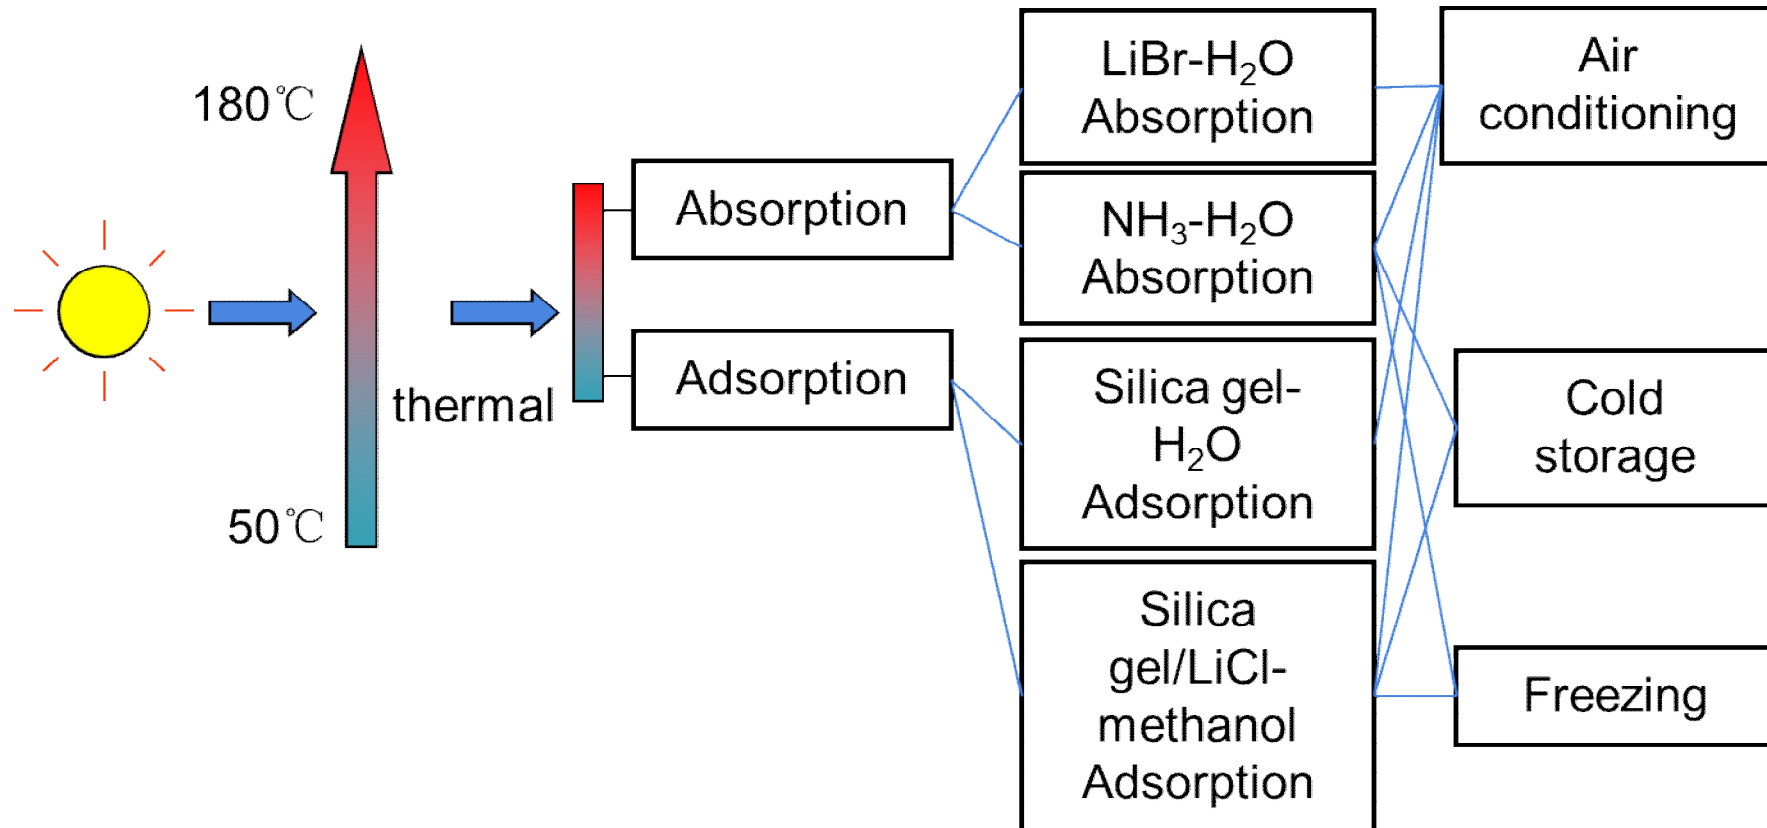 180℃
50℃
thermal
Absorption
Adsorption
LiBr-H₂O
Absorption
NH₃-H₂O
Absorption
Silica gel-
H₂O
Adsorption
Silica
gel/LiCl-
methanol
Adsorption
Air
conditioning
Cold
storage
Freezing